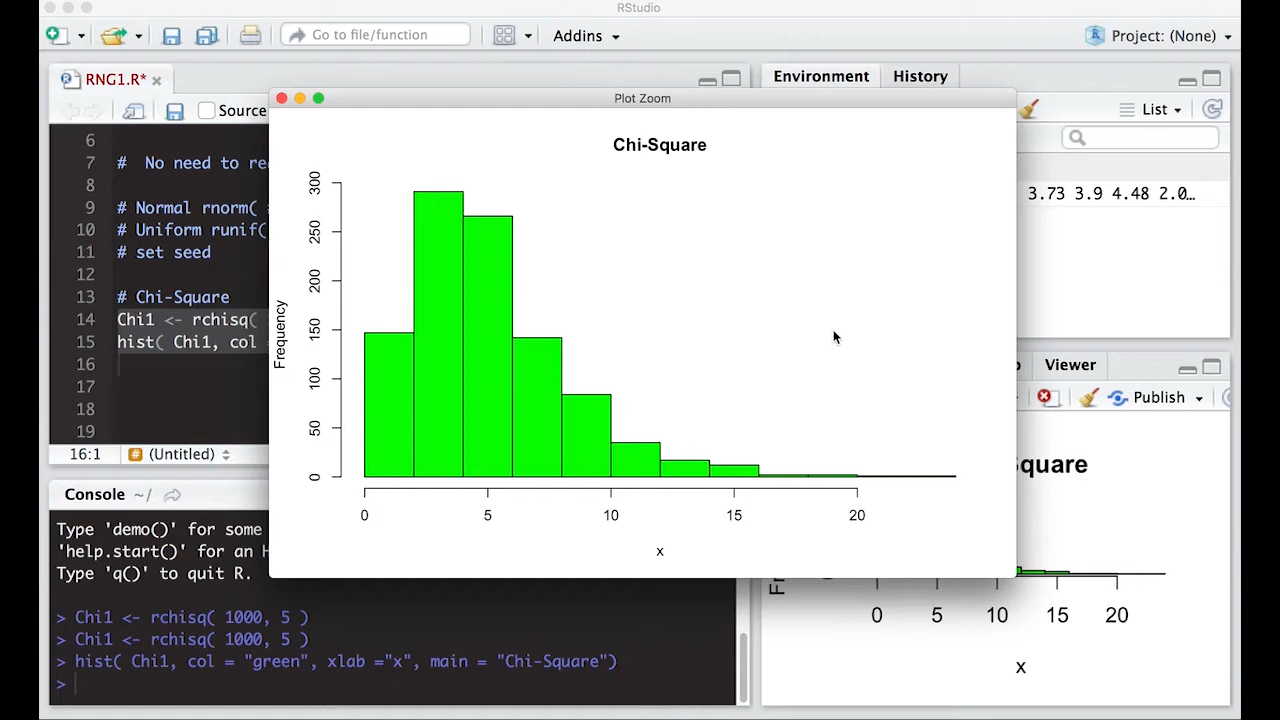 RStudio
Go to file/function
Addins
Project: (None)
RNG1.R*
Source
6
7 # No need to re
8
9 # Normal rnorm(
10 # Uniform runif(
11 # set seed
12
13 # Chi-Square
14 Chi1 <- rchisq(
15 hist( Chi1, col
16
17
18
19
16:1 (Untitled)
Console ~/
Type 'demo()' for some
'help.start()' for an H
Type 'q()' to quit R.
> Chi1 <- rchisq( 1000, 5 )
> Chi1 <- rchisq( 1000, 5 )
> hist( Chi1, col = "green", xlab ="x", main = "Chi-Square")
>
Plot Zoom
Chi-Square
Frequency
300
250
200
150
100
50
0
0 5 10 15 20
x
Environment History
List
3.73 3.9 4.48 2.0…
Viewer
Publish
Square
0 5 10 15 20
x